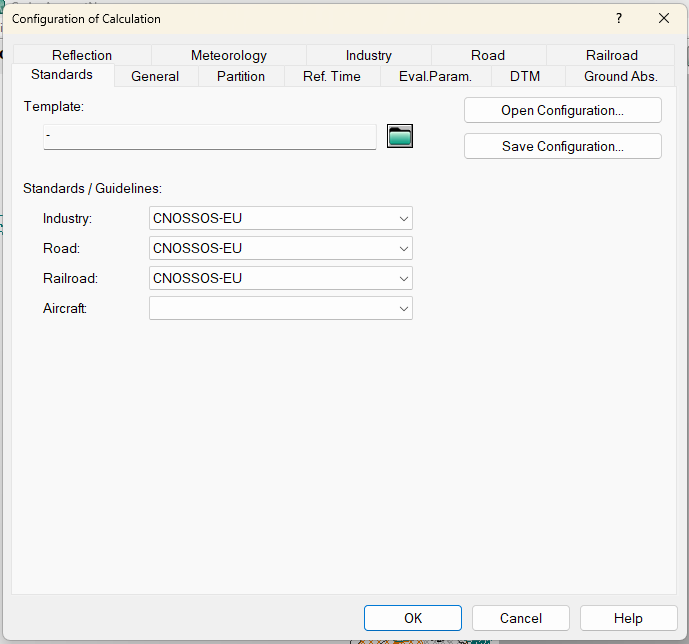 Configuration of Calculation ?
Reflection Meteorology Industry Road Railroad
Standards General Partition Ref. Time Eval.Param. DTM Ground Abs.
Template:
Open Configuration...
-
Save Configuration...
Standards / Guidelines:
Industry: CNOSSOS-EU
Road: CNOSSOS-EU
Railroad: CNOSSOS-EU
Aircraft:
OK Cancel Help